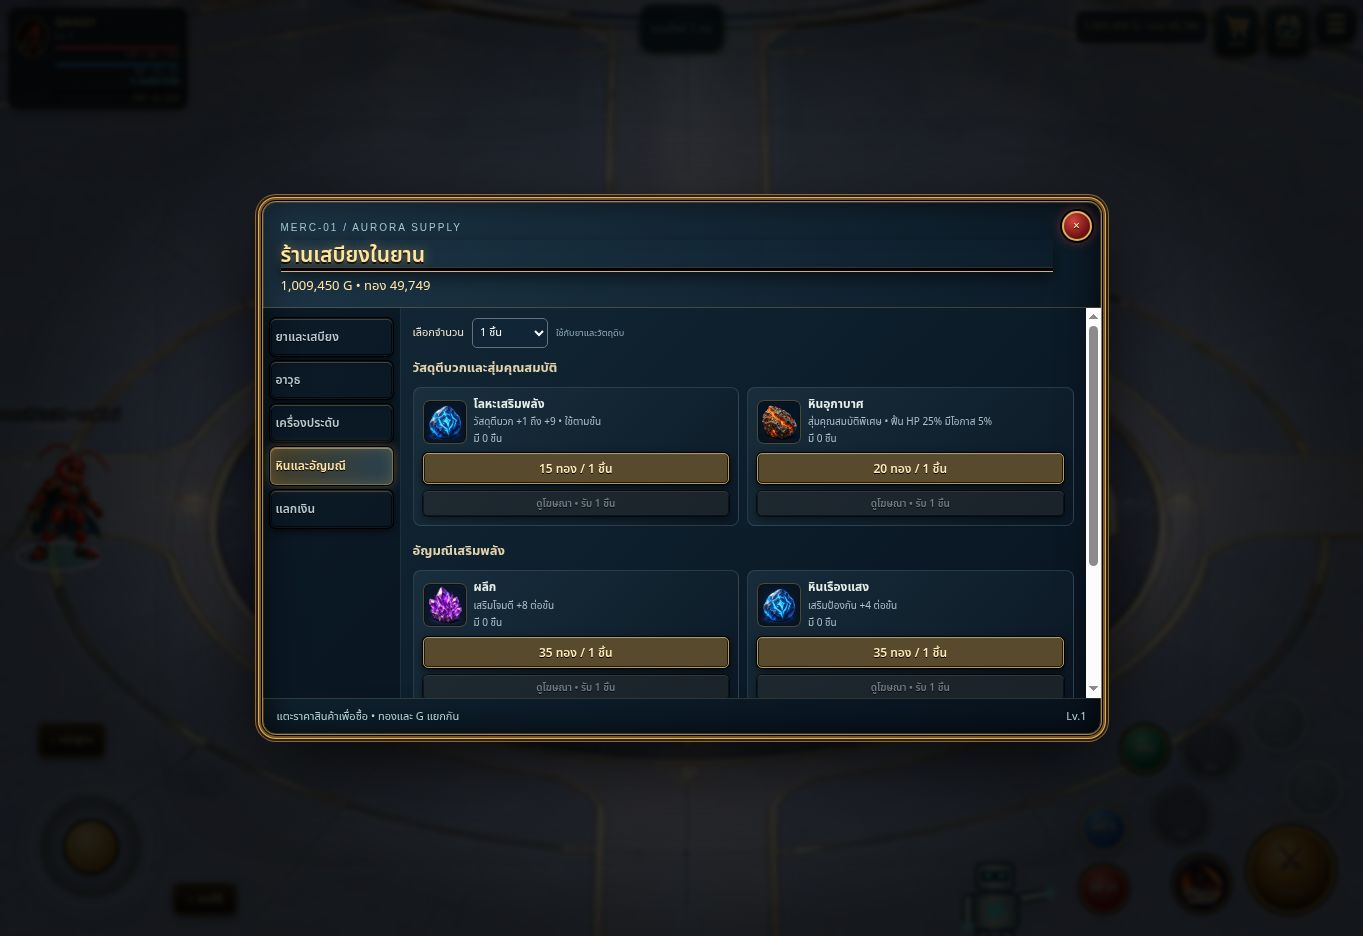 MERC-01 / AURORA SUPPLY
ร้านเสบียงในยาน
1,009,450 G • ทอง 49,749
×
ยาและเสบียง
อาวุธ
เครื่องประดับ
หินและอัญมณี
แลกเงิน
เลือกจำนวน 1 ชิ้น ใช้กับยาและวัตถุดิบ
วัสดุตีบวกและสุ่มคุณสมบัติ
โลหะเสริมพลัง
วัสดุตีบวก +1 ถึง +9 • ใช้ตามขั้น
มี 0 ชิ้น
15 ทอง / 1 ชิ้น
ดูโฆษณา • รับ 1 ชิ้น
หินอุกาบาศ
สุ่มคุณสมบัติพิเศษ • ฟื้น HP 25% มีโอกาส 5%
มี 0 ชิ้น
20 ทอง / 1 ชิ้น
ดูโฆษณา • รับ 1 ชิ้น
อัญมณีเสริมพลัง
ผลึก
เสริมโจมตี +8 ต่อขั้น
มี 0 ชิ้น
35 ทอง / 1 ชิ้น
ดูโฆษณา • รับ 1 ชิ้น
หินเรืองแสง
เสริมป้องกัน +4 ต่อขั้น
มี 0 ชิ้น
35 ทอง / 1 ชิ้น
ดูโฆษณา • รับ 1 ชิ้น
แตะราคาสินค้าเพื่อซื้อ • ทองและ G แยกกัน
Lv.1